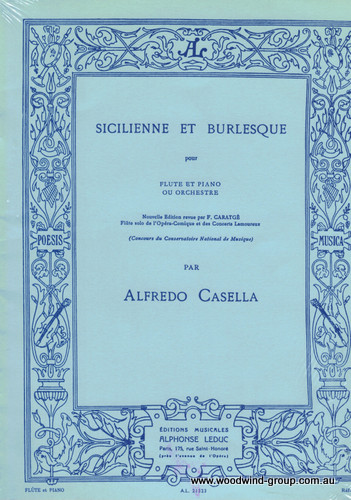 AL
SICILIENNE ET BURLESQUE
pour
FLUTE ET PIANO
OU ORCHESTRE
Nouvelle Edition revue par F. CARATGÉ
Flûte solo de l'Opéra-Comique et des Concerts Lamoureux
(Concours du Conservatoire National de Musique)
POESIS
MUSICA
PAR
ALFREDO CASELLA
ÉDITIONS MUSICALES
ALPHONSE LEDUC
Paris, 175, rue Saint-Honoré
(près l'avenue de l'Opéra)
FLÛTE et PIANO
A.L.
www.woodwind-group.com.au